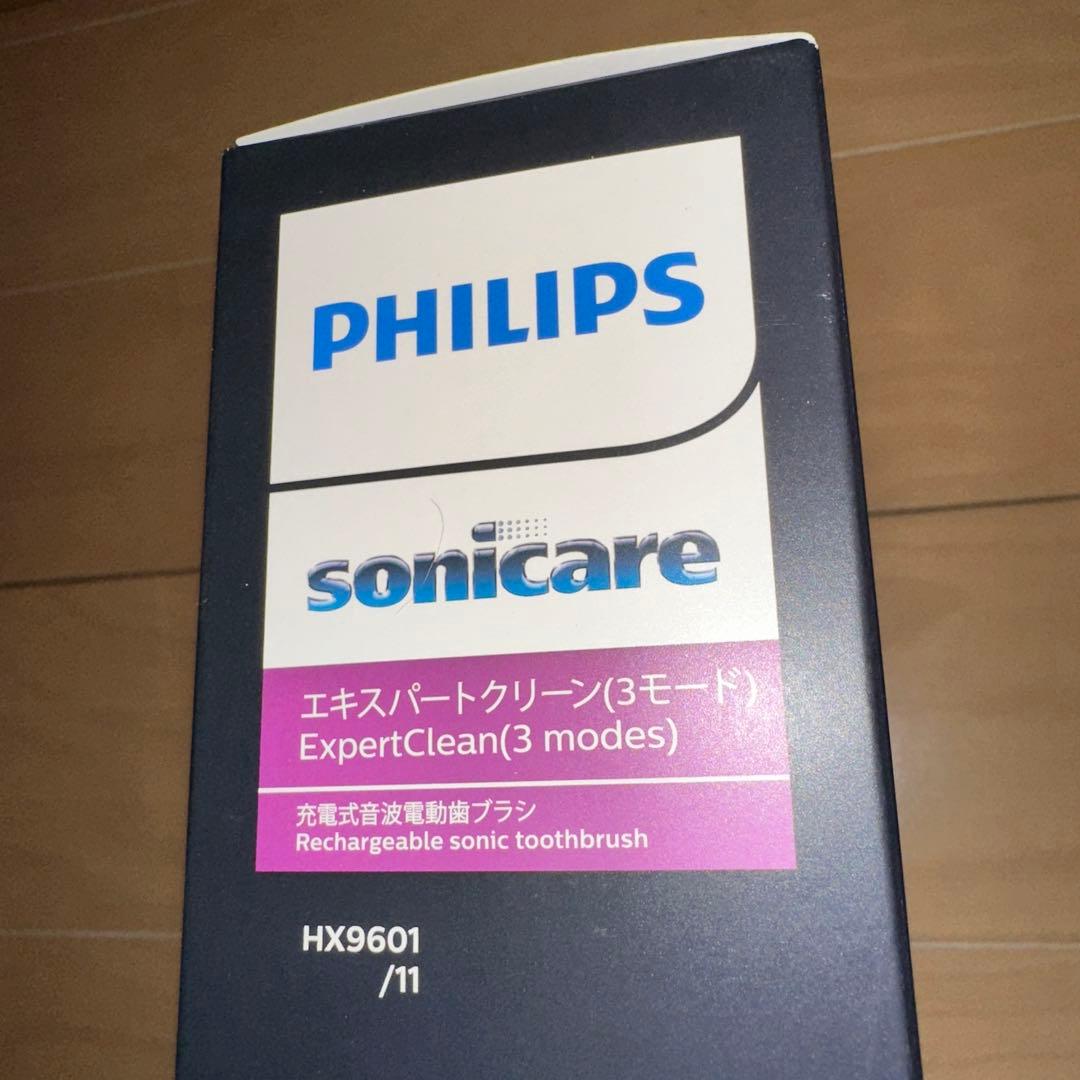 PHILIPS
sonicare
エキスパートクリーン(3モード)
ExpertClean(3 modes)
充電式音波電動歯ブラシ
Rechargeable sonic toothbrush
HX9601
/11